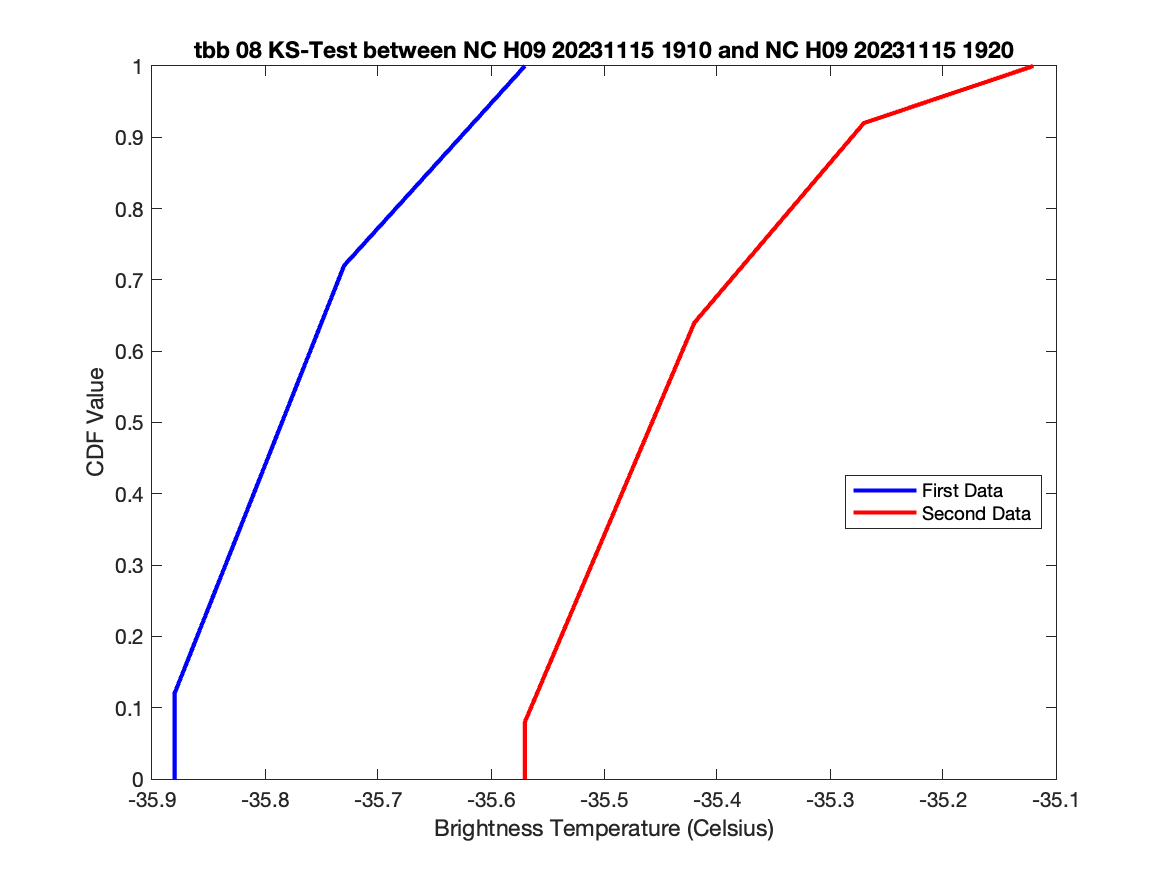 tbb 08 KS-Test between NC H09 20231115 1910 and NC H09 20231115 1920
1
0.9
0.8
0.7
0.6
0.5
0.4
0.3
0.2
0.1
0
CDF Value
First Data
Second Data
-35.9 -35.8 -35.7 -35.6 -35.5 -35.4 -35.3 -35.2 -35.1
Brightness Temperature (Celsius)